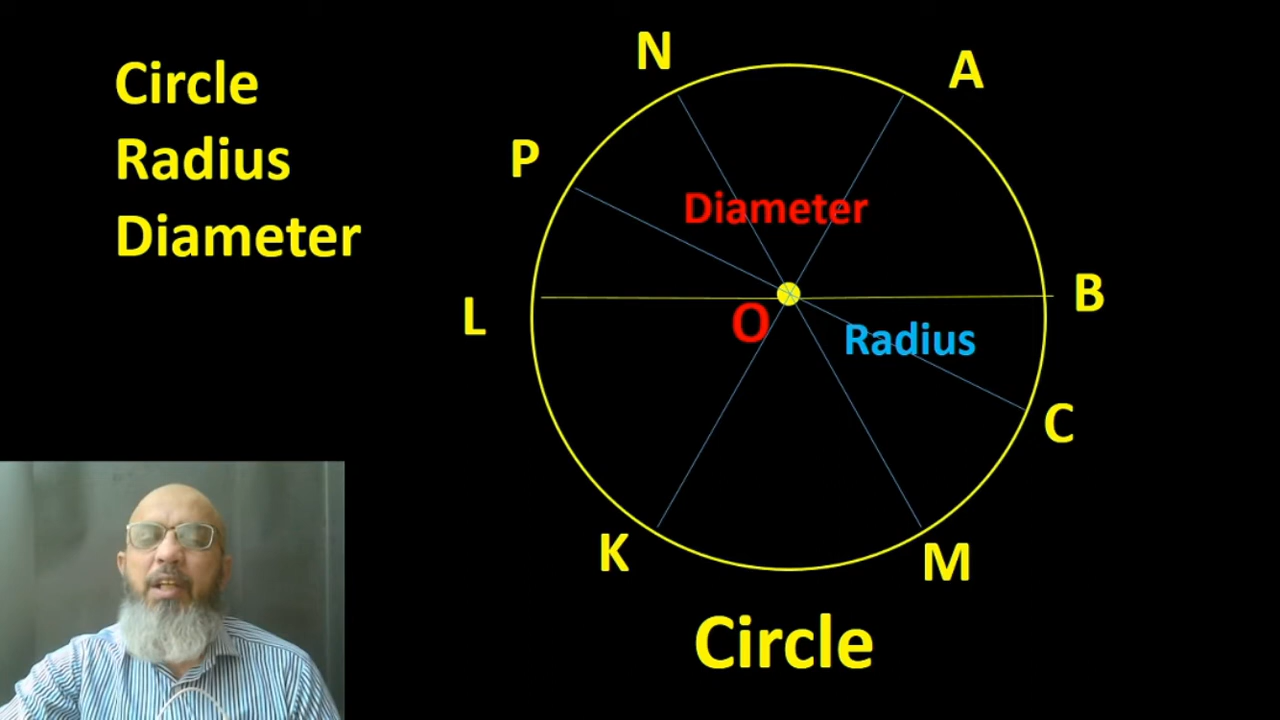 Circle
Radius
Diameter
N
A
P
Diameter
L
O
B
Radius
C
K
M
Circle